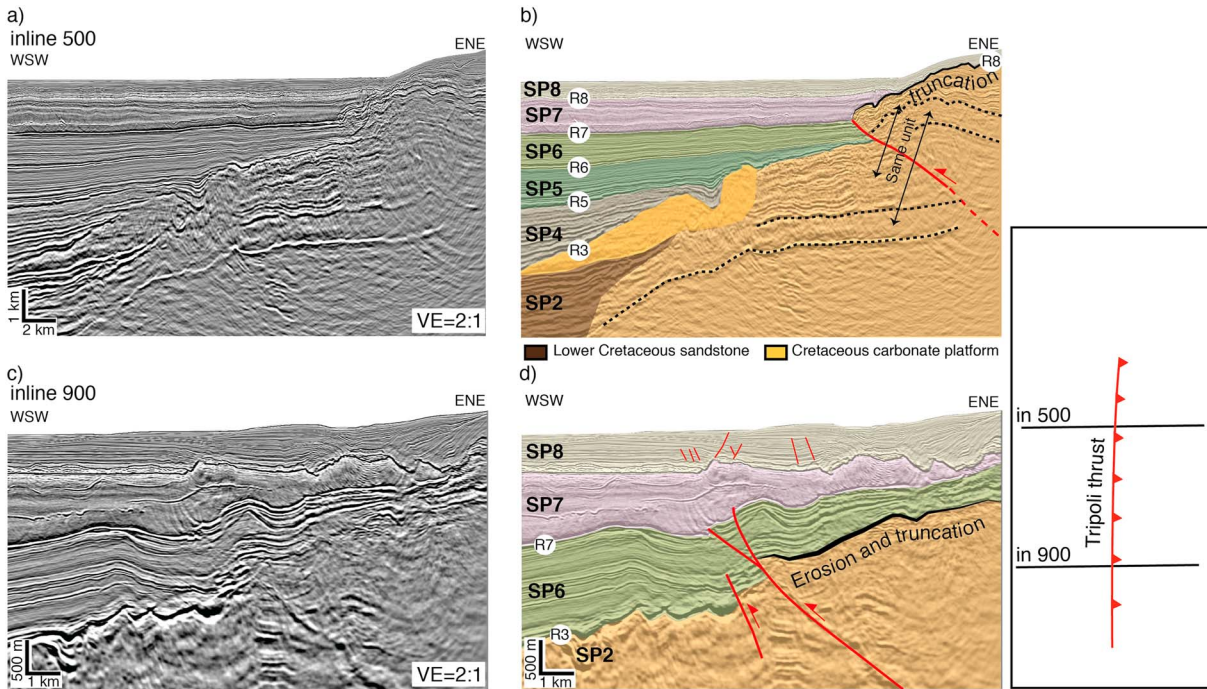 a)
inline 500
WSW
ENE
1 km
2 km
VE=2:1
b)
WSW
ENE
R8
SP8
R8
truncation
SP7
R7
Same unit
SP6
R6
SP5
R5
SP4
R3
SP2
Lower Cretaceous sandstone
Cretaceous carbonate platform
c)
inline 900
WSW
ENE
500 m
1 km
VE=2:1
d)
WSW
ENE
SP8
SP7
R7
Erosion and truncation
SP6
R3
SP2
500 m
1 km
in 500
Tripoli thrust
in 900